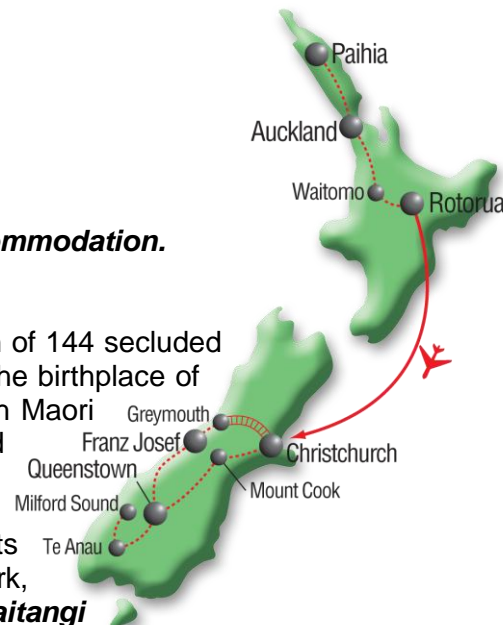 Paihia
Auckland
Waitomo
Rotorua
ommodation.
of 144 secluded
he birthplace of
Maori
Greymouth
Franz Josef
Christchurch
Queenstown
Mount Cook
Milford Sound
Te Anau
ts
rk,
aitangi